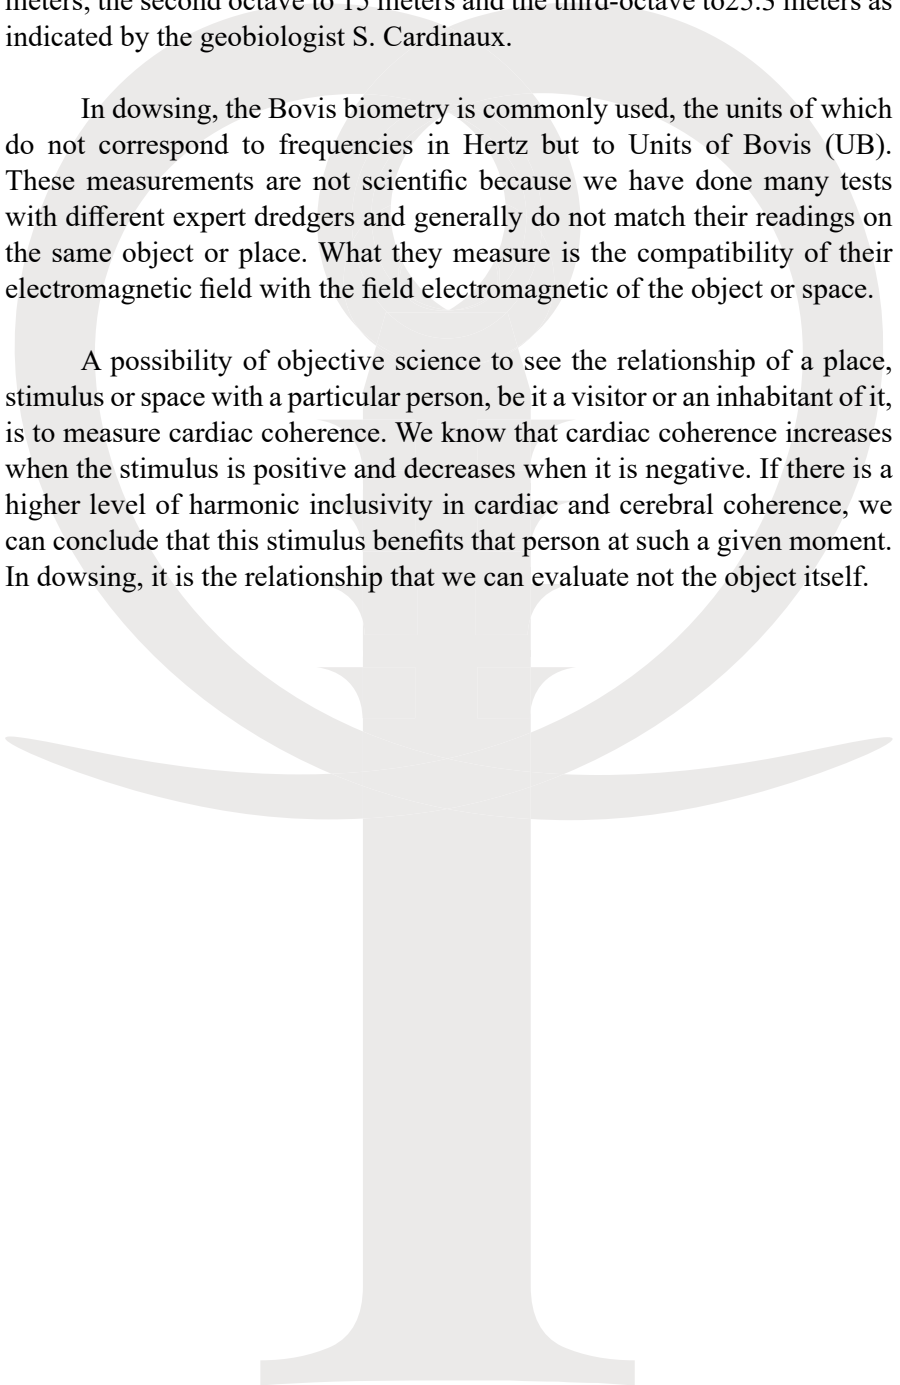 meters, the second octave to 15 meters and the third-octave to25.3 meters as
indicated by the geobiologist S. Cardinaux.
In dowsing, the Bovis biometry is commonly used, the units of which
do not correspond to frequencies in Hertz but to Units of Bovis (UB).
These measurements are not scientific because we have done many tests
with different expert dredgers and generally do not match their readings on
the same object or place. What they measure is the compatibility of their
electromagnetic field with the field electromagnetic of the object or space.
A possibility of objective science to see the relationship of a place,
stimulus or space with a particular person, be it a visitor or an inhabitant of it,
is to measure cardiac coherence. We know that cardiac coherence increases
when the stimulus is positive and decreases when it is negative. If there is a
higher level of harmonic inclusivity in cardiac and cerebral coherence, we
can conclude that this stimulus benefits that person at such a given moment.
In dowsing, it is the relationship that we can evaluate not the object itself.